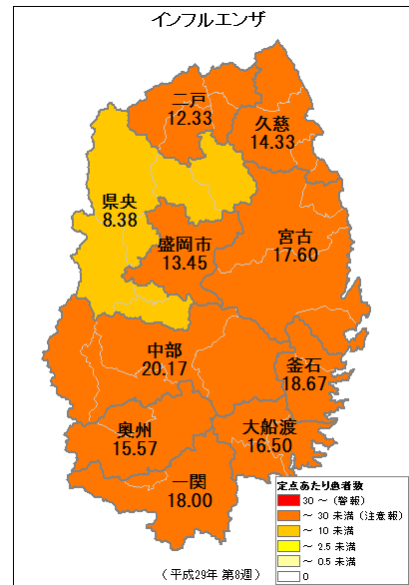 インフルエンザ
二戸
12.33
久慈
14.33
県央
8.38
盛岡市
13.45
宮古
17.60
中部
20.17
釜石
18.67
奥州
15.57
大船渡
16.50
一関
18.00
定点あたり患者数
30 ～ (警報)
～ 30 未満 (注意報)
～ 10 未満
～ 2.5 未満
～ 0.5 未満
0
(平成29年 第8週)